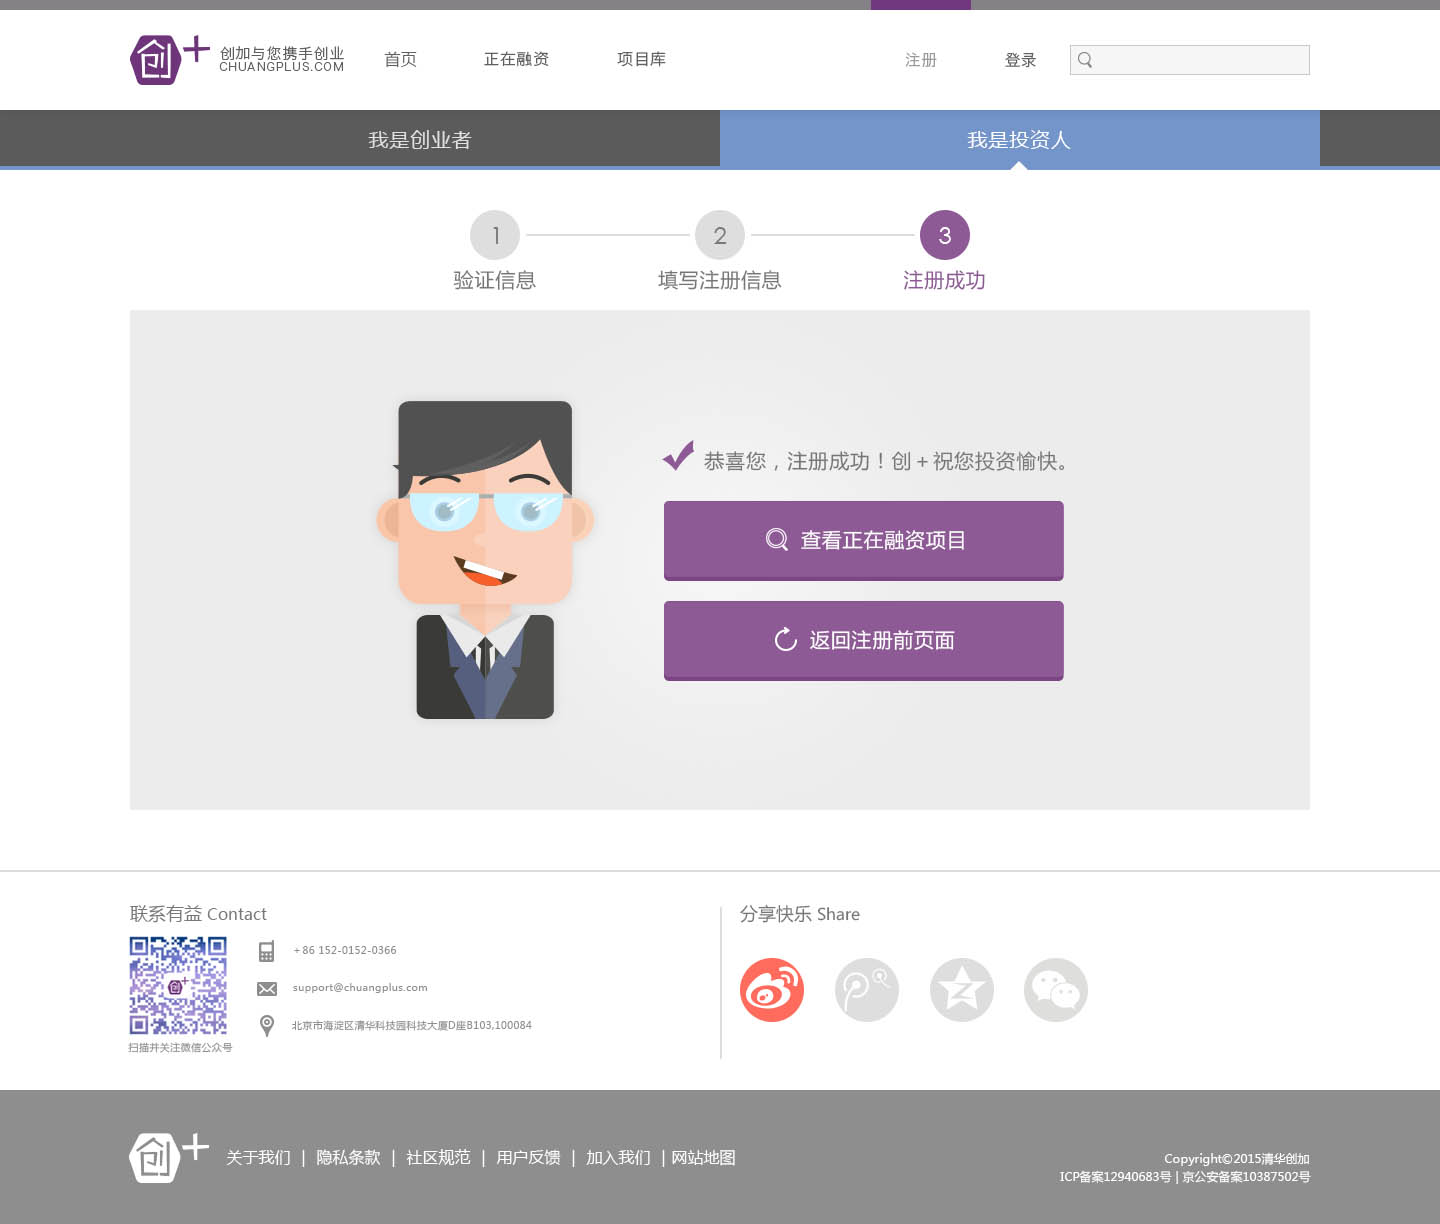 创加与您携手创业
CHUANGPLUS.COM
首页 正在融资 项目库 注册 登录
我是创业者 我是投资人
1 2 3
验证信息 填写注册信息 注册成功
恭喜您，注册成功！创＋祝您投资愉快。
查看正在融资项目
返回注册前页面
联系有益 Contact
+86 152-0152-0366
support@chuangplus.com
北京市海淀区清华科技园科技大厦D座B103,100084
扫描并关注微信公众号
分享快乐 Share
创+
关于我们 | 隐私条款 | 社区规范 | 用户反馈 | 加入我们 | 网站地图
Copyright©2015清华创加
ICP备案12940683号 | 京公安备案10387502号